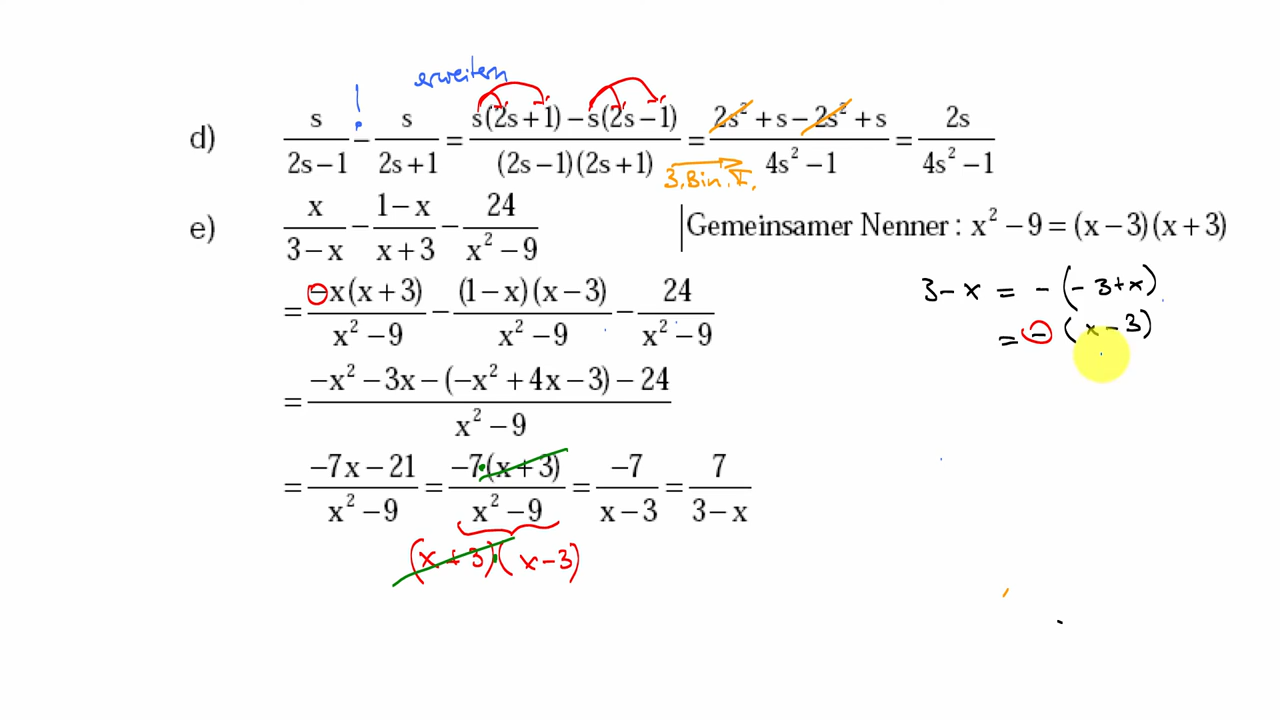 erweitern
!
d) s/(2s−1) − s/(2s+1) = (s(2s+1)−s(2s−1))/((2s−1)(2s+1)) = (2s²+s−2s²+s)/(4s²−1) = 2s/(4s²−1)
3. Bin. F.
e) x/(3−x) − (1−x)/(x+3) − 24/(x²−9) |Gemeinsamer Nenner: x²−9=(x−3)(x+3)
= −x(x+3)/(x²−9) − (1−x)(x−3)/(x²−9) − 24/(x²−9)
3−x = −(−3+x)
= −(x−3)
= (−x²−3x−(−x²+4x−3)−24)/(x²−9)
= (−7x−21)/(x²−9) = −7·(x+3)/(x²−9) = −7/(x−3) = 7/(3−x)
(x+3)·(x−3)